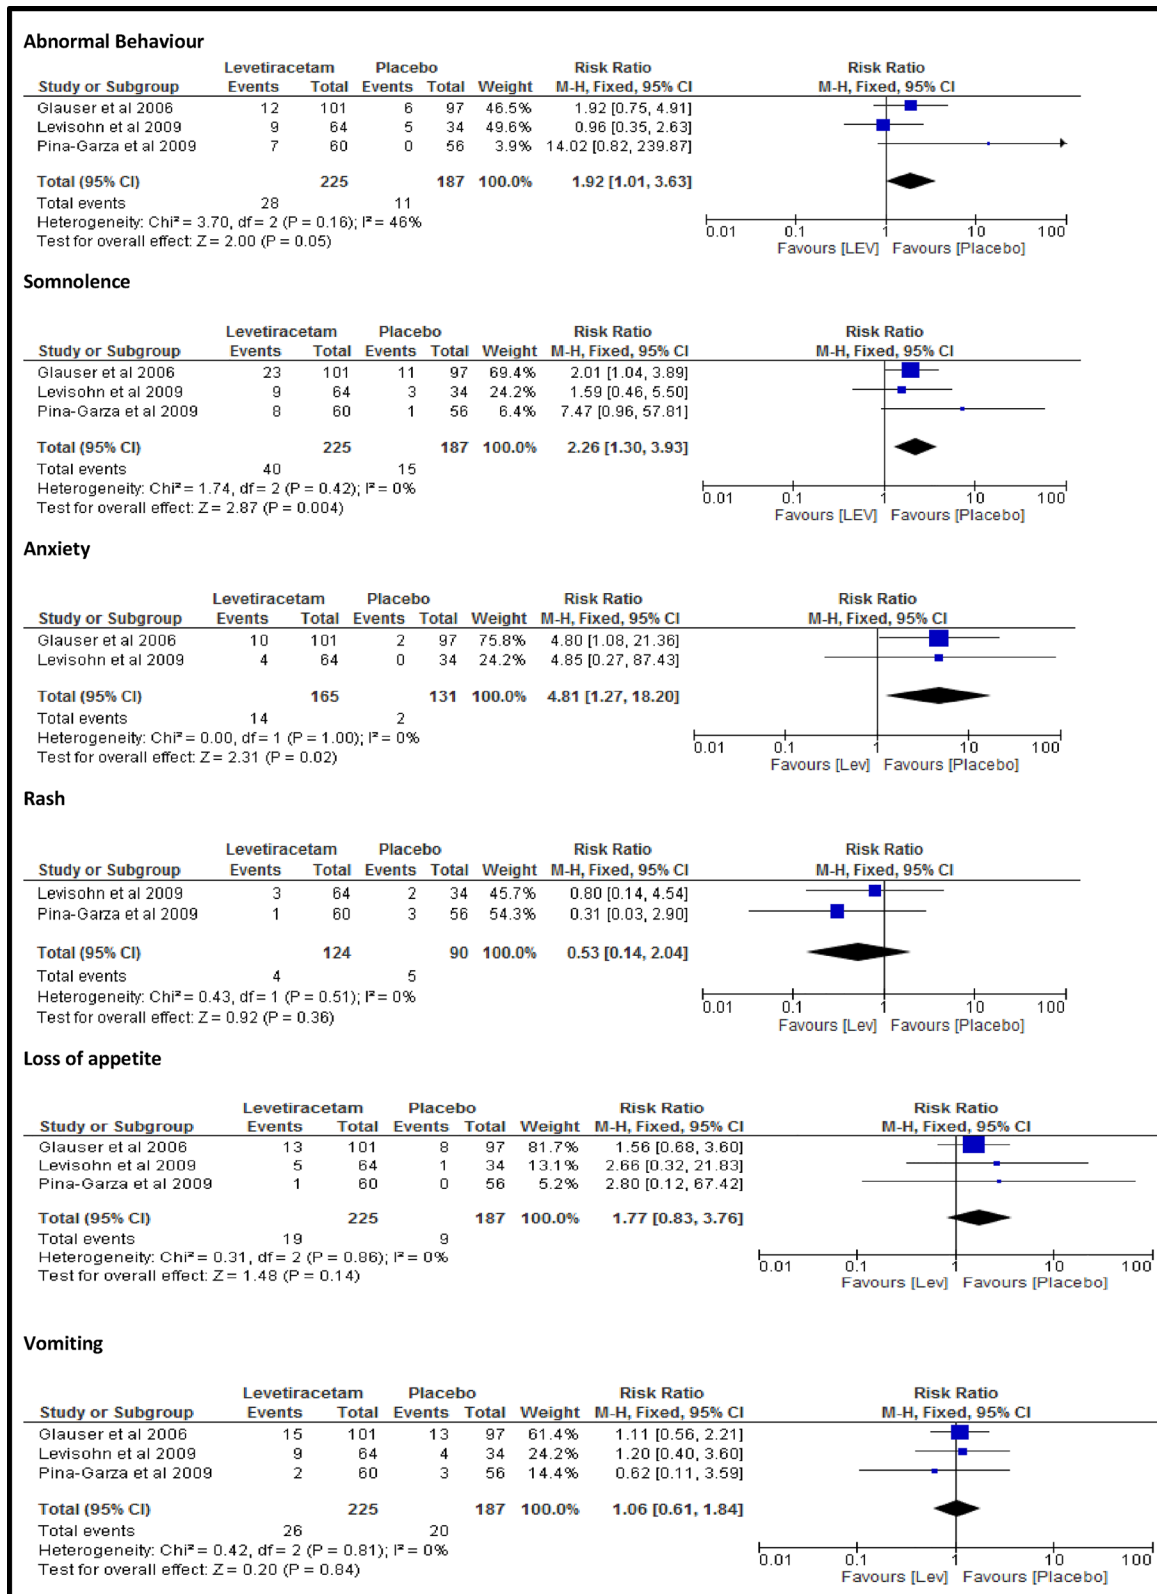 Abnormal Behaviour
Levetiracetam Placebo Risk Ratio Risk Ratio
Study or Subgroup Events Total Events Total Weight M-H, Fixed, 95% CI M-H, Fixed, 95% CI
Glauser et al 2006 12 101 6 97 46.5% 1.92 [0.75, 4.91]
Levisohn et al 2009 9 64 5 34 49.6% 0.96 [0.35, 2.63]
Pina-Garza et al 2009 7 60 0 56 3.9% 14.02 [0.82, 239.87]
Total (95% CI) 225 187 100.0% 1.92 [1.01, 3.63]
Total events 28 11
Heterogeneity: Chi² = 3.70, df = 2 (P = 0.16); I² = 46%
Test for overall effect: Z = 2.00 (P = 0.05)
0.01 0.1 1 10 100
Favours [LEV] Favours [Placebo]
Somnolence
Levetiracetam Placebo Risk Ratio Risk Ratio
Study or Subgroup Events Total Events Total Weight M-H, Fixed, 95% CI M-H, Fixed, 95% CI
Glauser et al 2006 23 101 11 97 69.4% 2.01 [1.04, 3.89]
Levisohn et al 2009 9 64 3 34 24.2% 1.59 [0.46, 5.50]
Pina-Garza et al 2009 8 60 1 56 6.4% 7.47 [0.96, 57.81]
Total (95% CI) 225 187 100.0% 2.26 [1.30, 3.93]
Total events 40 15
Heterogeneity: Chi² = 1.74, df = 2 (P = 0.42); I² = 0%
Test for overall effect: Z = 2.87 (P = 0.004)
0.01 0.1 1 10 100
Favours [LEV] Favours [Placebo]
Anxiety
Levetiracetam Placebo Risk Ratio Risk Ratio
Study or Subgroup Events Total Events Total Weight M-H, Fixed, 95% CI M-H, Fixed, 95% CI
Glauser et al 2006 10 101 2 97 75.8% 4.80 [1.08, 21.36]
Levisohn et al 2009 4 64 0 34 24.2% 4.85 [0.27, 87.43]
Total (95% CI) 165 131 100.0% 4.81 [1.27, 18.20]
Total events 14 2
Heterogeneity: Chi² = 0.00, df = 1 (P = 1.00); I² = 0%
Test for overall effect: Z = 2.31 (P = 0.02)
0.01 0.1 1 10 100
Favours [Lev] Favours [Placebo]
Rash
Levetiracetam Placebo Risk Ratio Risk Ratio
Study or Subgroup Events Total Events Total Weight M-H, Fixed, 95% CI M-H, Fixed, 95% CI
Levisohn et al 2009 3 64 2 34 45.7% 0.80 [0.14, 4.54]
Pina-Garza et al 2009 1 60 3 56 54.3% 0.31 [0.03, 2.90]
Total (95% CI) 124 90 100.0% 0.53 [0.14, 2.04]
Total events 4 5
Heterogeneity: Chi² = 0.43, df = 1 (P = 0.51); I² = 0%
Test for overall effect: Z = 0.92 (P = 0.36)
0.01 0.1 1 10 100
Favours [Lev] Favours [Placebo]
Loss of appetite
Levetiracetam Placebo Risk Ratio Risk Ratio
Study or Subgroup Events Total Events Total Weight M-H, Fixed, 95% CI M-H, Fixed, 95% CI
Glauser et al 2006 13 101 8 97 81.7% 1.56 [0.68, 3.60]
Levisohn et al 2009 5 64 1 34 13.1% 2.66 [0.32, 21.83]
Pina-Garza et al 2009 1 60 0 56 5.2% 2.80 [0.12, 67.42]
Total (95% CI) 225 187 100.0% 1.77 [0.83, 3.76]
Total events 19 9
Heterogeneity: Chi² = 0.31, df = 2 (P = 0.86); I² = 0%
Test for overall effect: Z = 1.48 (P = 0.14)
0.01 0.1 1 10 100
Favours [Lev] Favours [Placebo]
Vomiting
Levetiracetam Placebo Risk Ratio Risk Ratio
Study or Subgroup Events Total Events Total Weight M-H, Fixed, 95% CI M-H, Fixed, 95% CI
Glauser et al 2006 15 101 13 97 61.4% 1.11 [0.56, 2.21]
Levisohn et al 2009 9 64 4 34 24.2% 1.20 [0.40, 3.60]
Pina-Garza et al 2009 2 60 3 56 14.4% 0.62 [0.11, 3.59]
Total (95% CI) 225 187 100.0% 1.06 [0.61, 1.84]
Total events 26 20
Heterogeneity: Chi² = 0.42, df = 2 (P = 0.81); I² = 0%
Test for overall effect: Z = 0.20 (P = 0.84)
0.01 0.1 1 10 100
Favours [Lev] Favours [Placebo]